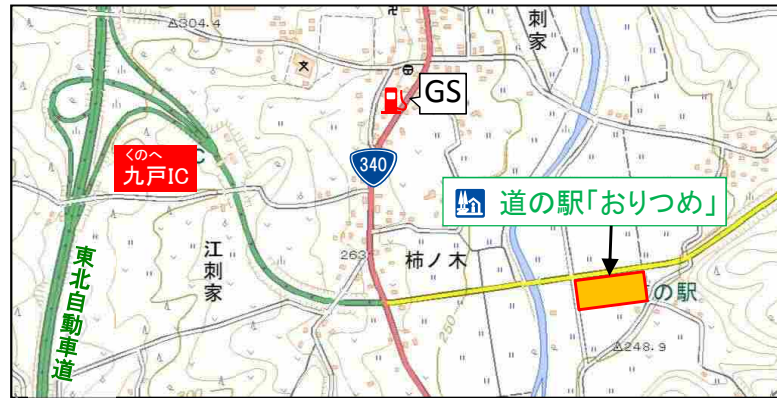 304.4
刺家
GS
340
くのへ
九戸IC
C
道の駅「おりつめ」
東北自動車道
江刺家
263
柿ノ木
の駅
250
248.9